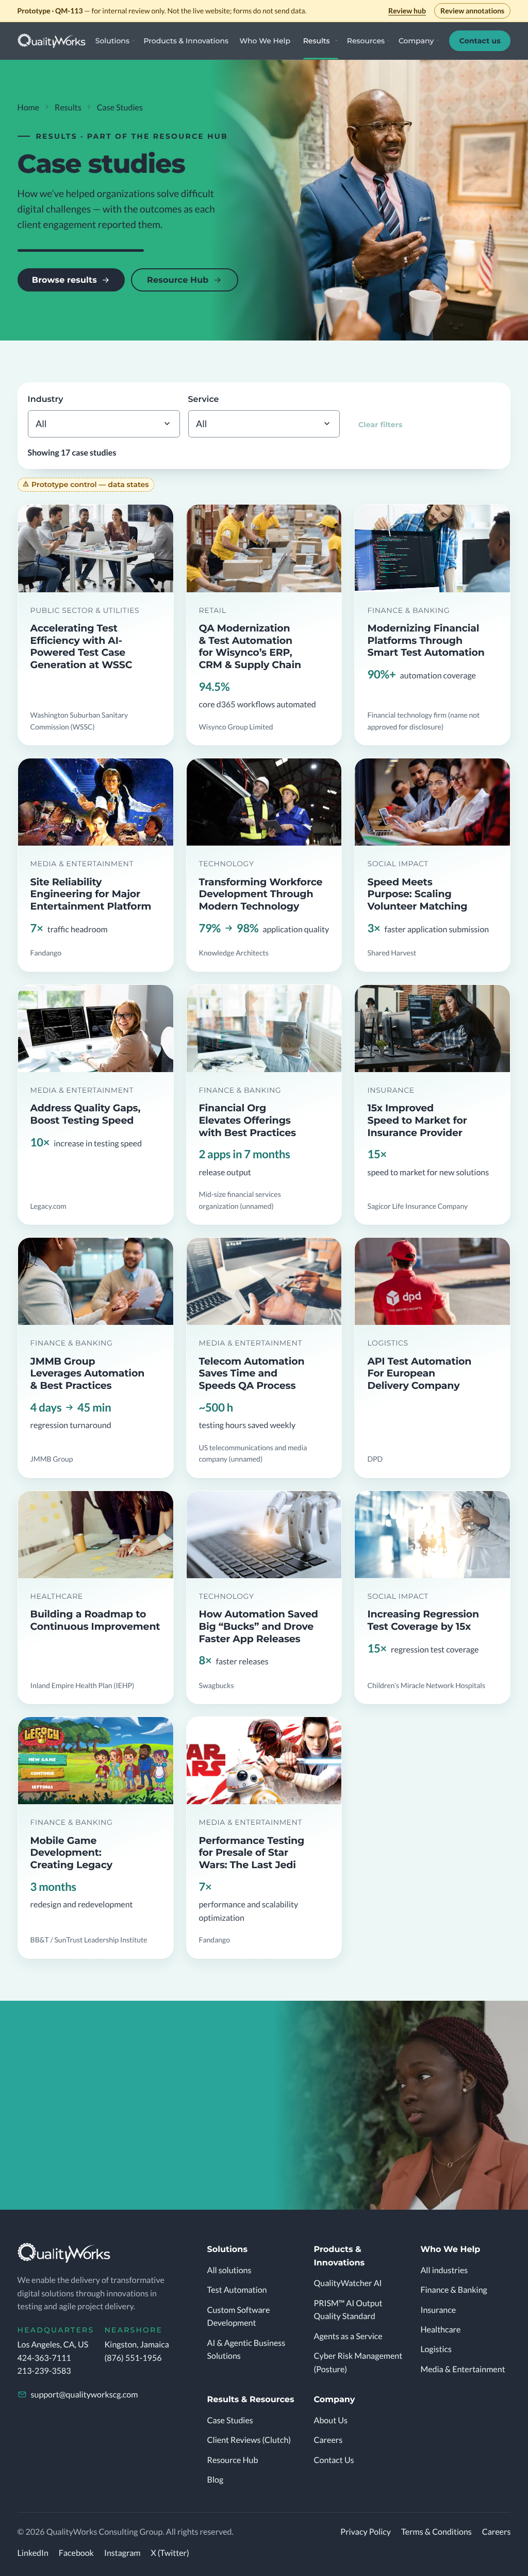 Prototype · QM-113 — for internal review only. Not the live website; forms do not send data.
Review hub
Review annotations
QualityWorks
Solutions
Products & Innovations
Who We Help
Results
Resources
Company
Contact us
Home > Results > Case Studies
RESULTS · PART OF THE RESOURCE HUB
Case studies
How we've helped organizations solve difficult
digital challenges — with the outcomes as each
client engagement reported them.
Browse results →
Resource Hub →
Industry
Service
All
All
Clear filters
Showing 17 case studies
⚠ Prototype control — data states
PUBLIC SECTOR & UTILITIES
Accelerating Test
Efficiency with AI-
Powered Test Case
Generation at WSSC
Washington Suburban Sanitary
Commission (WSSC)
RETAIL
QA Modernization
& Test Automation
for Wisynco's ERP,
CRM & Supply Chain
94.5%
core d365 workflows automated
Wisynco Group Limited
FINANCE & BANKING
Modernizing Financial
Platforms Through
Smart Test Automation
90%+ automation coverage
Financial technology firm (name not
approved for disclosure)
MEDIA & ENTERTAINMENT
Site Reliability
Engineering for Major
Entertainment Platform
7× traffic headroom
Fandango
TECHNOLOGY
Transforming Workforce
Development Through
Modern Technology
79% → 98% application quality
Knowledge Architects
SOCIAL IMPACT
Speed Meets
Purpose: Scaling
Volunteer Matching
3× faster application submission
Shared Harvest
MEDIA & ENTERTAINMENT
Address Quality Gaps,
Boost Testing Speed
10× increase in testing speed
Legacy.com
FINANCE & BANKING
Financial Org
Elevates Offerings
with Best Practices
2 apps in 7 months
release output
Mid-size financial services
organization (unnamed)
INSURANCE
15x Improved
Speed to Market for
Insurance Provider
15×
speed to market for new solutions
Sagicor Life Insurance Company
FINANCE & BANKING
JMMB Group
Leverages Automation
& Best Practices
4 days → 45 min
regression turnaround
JMMB Group
MEDIA & ENTERTAINMENT
Telecom Automation
Saves Time and
Speeds QA Process
~500 h
testing hours saved weekly
US telecommunications and media
company (unnamed)
dpd
LOGISTICS
API Test Automation
For European
Delivery Company
DPD
HEALTHCARE
Building a Roadmap to
Continuous Improvement
Inland Empire Health Plan (IEHP)
TECHNOLOGY
How Automation Saved
Big “Bucks” and Drove
Faster App Releases
8× faster releases
Swagbucks
SOCIAL IMPACT
Increasing Regression
Test Coverage by 15x
15× regression test coverage
Children's Miracle Network Hospitals
LEGACY
NEW GAME
CONTINUE
SETTINGS
FINANCE & BANKING
Mobile Game
Development:
Creating Legacy
3 months
redesign and redevelopment
BB&T / SunTrust Leadership Institute
STAR
WARS
MEDIA & ENTERTAINMENT
Performance Testing
for Presale of Star
Wars: The Last Jedi
7×
performance and scalability
optimization
Fandango
QualityWorks
We enable the delivery of transformative
digital solutions through innovations in
testing and agile project delivery.
HEADQUARTERS
Los Angeles, CA, US
424-363-7111
213-239-3583
NEARSHORE
Kingston, Jamaica
(876) 551-1956
support@qualityworkscg.com
Solutions
All solutions
Test Automation
Custom Software
Development
AI & Agentic Business
Solutions
Products &
Innovations
QualityWatcher AI
PRISM™ AI Output
Quality Standard
Agents as a Service
Cyber Risk Management
(Posture)
Who We Help
All industries
Finance & Banking
Insurance
Healthcare
Logistics
Media & Entertainment
Results & Resources
Case Studies
Client Reviews (Clutch)
Resource Hub
Blog
Company
About Us
Careers
Contact Us
© 2026 QualityWorks Consulting Group. All rights reserved.
Privacy Policy
Terms & Conditions
Careers
LinkedIn
Facebook
Instagram
X (Twitter)